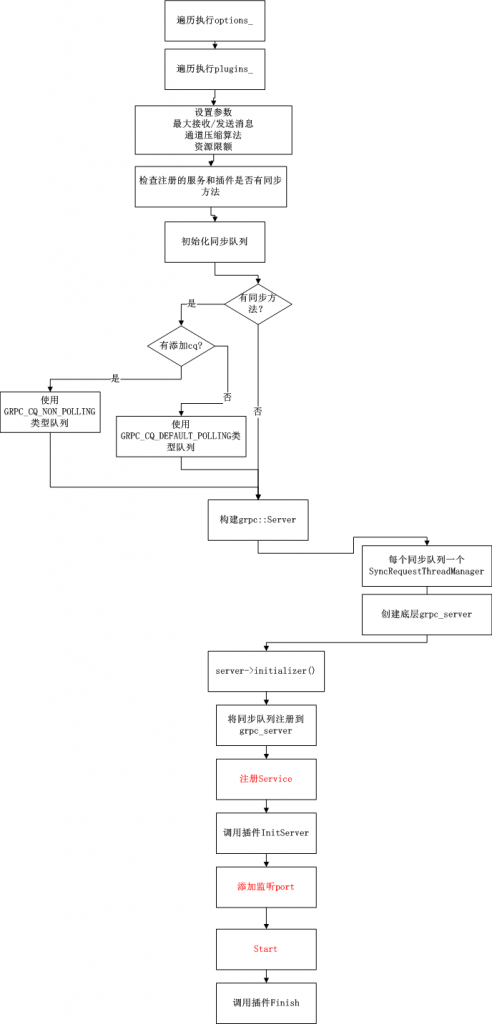 遍历执行options_
遍历执行plugins_
设置参数
最大接收/发送消息
通道压缩算法
资源限额
检查注册的服务和插件是否有同步
方法
初始化同步队列
有同步方
法？
是
有添加cq？
是
否
否
使用
GRPC_CQ_NON_POLLING
类型队列
使用
GRPC_CQ_DEFAULT_POLLING类
型队列
构建grpc::Server
每个同步队列一个
SyncRequestThreadManager
创建底层grpc_server
server->initializer()
将同步队列注册到
grpc_server
注册Service
调用插件InitServer
添加监听port
Start
调用插件Finish